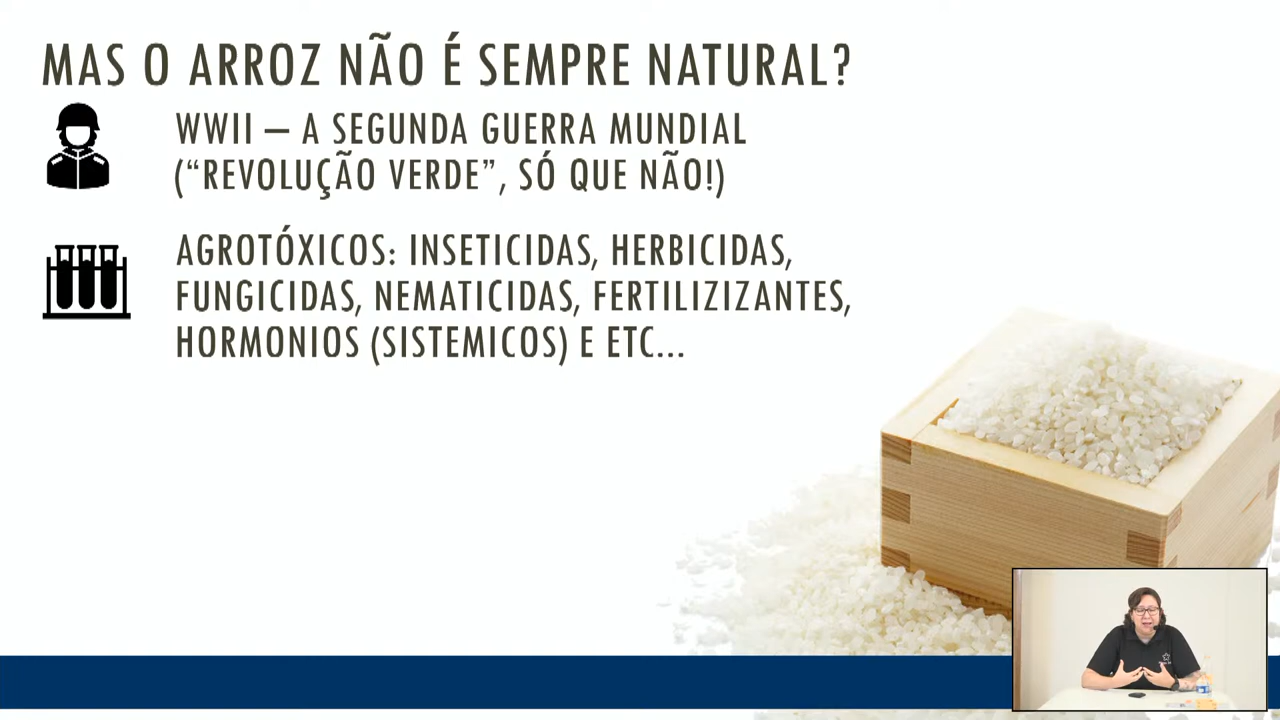 MAS O ARROZ NÃO É SEMPRE NATURAL?
WWII – A SEGUNDA GUERRA MUNDIAL
(“REVOLUÇÃO VERDE”, SÓ QUE NÃO!)
AGROTÓXICOS: INSETICIDAS, HERBICIDAS,
FUNGICIDAS, NEMATICIDAS, FERTILIZIZANTES,
HORMONIOS (SISTEMICOS) E ETC...